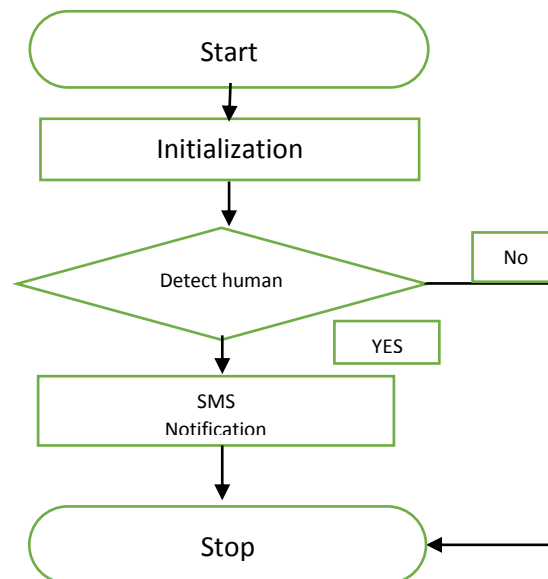 Start
Initialization
Detect human
No
YES
SMS
Notification
Stop